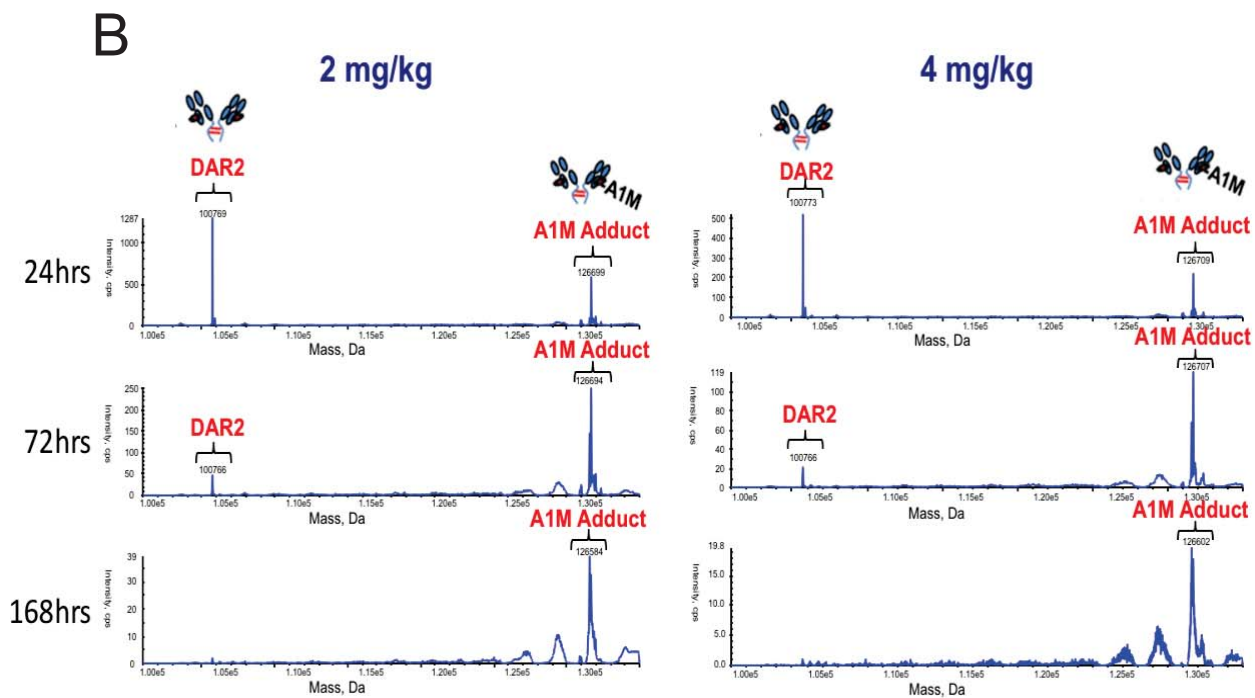 B
2 mg/kg
4 mg/kg
DAR2
100769
A1M
A1M Adduct
126699
24hrs
1287
1000
500
0
Intensity, cps
1.00e5 1.05e5 1.10e5 1.15e5 1.20e5 1.25e5 1.30e5
Mass, Da
DAR2
100773
A1M
A1M Adduct
126709
500
400
300
200
100
0
Intensity, cps
1.00e5 1.05e5 1.10e5 1.15e5 1.20e5 1.25e5 1.30e5
Mass, Da
72hrs
A1M Adduct
126694
DAR2
100766
250
200
150
100
50
0
Intensity, cps
1.00e5 1.05e5 1.10e5 1.15e5 1.20e5 1.25e5 1.30e5
Mass, Da
A1M Adduct
126707
DAR2
100766
119
100
80
60
40
20
0
Intensity, cps
1.00e5 1.05e5 1.10e5 1.15e5 1.20e5 1.25e5 1.30e5
Mass, Da
168hrs
A1M Adduct
126584
39
30
20
10
0
Intensity, cps
1.00e5 1.05e5 1.10e5 1.15e5 1.20e5 1.25e5 1.30e5
Mass, Da
A1M Adduct
126602
19.8
15.0
10.0
5.0
0.0
Intensity, cps
1.00e5 1.05e5 1.10e5 1.15e5 1.20e5 1.25e5 1.30e5
Mass, Da